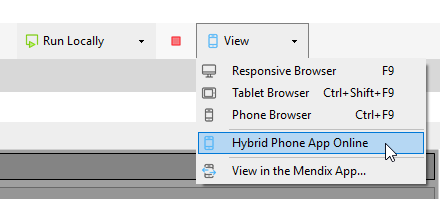 Run Locally
View
Responsive Browser F9
Tablet Browser Ctrl+Shift+F9
Phone Browser Ctrl+F9
Hybrid Phone App Online
View in the Mendix App...